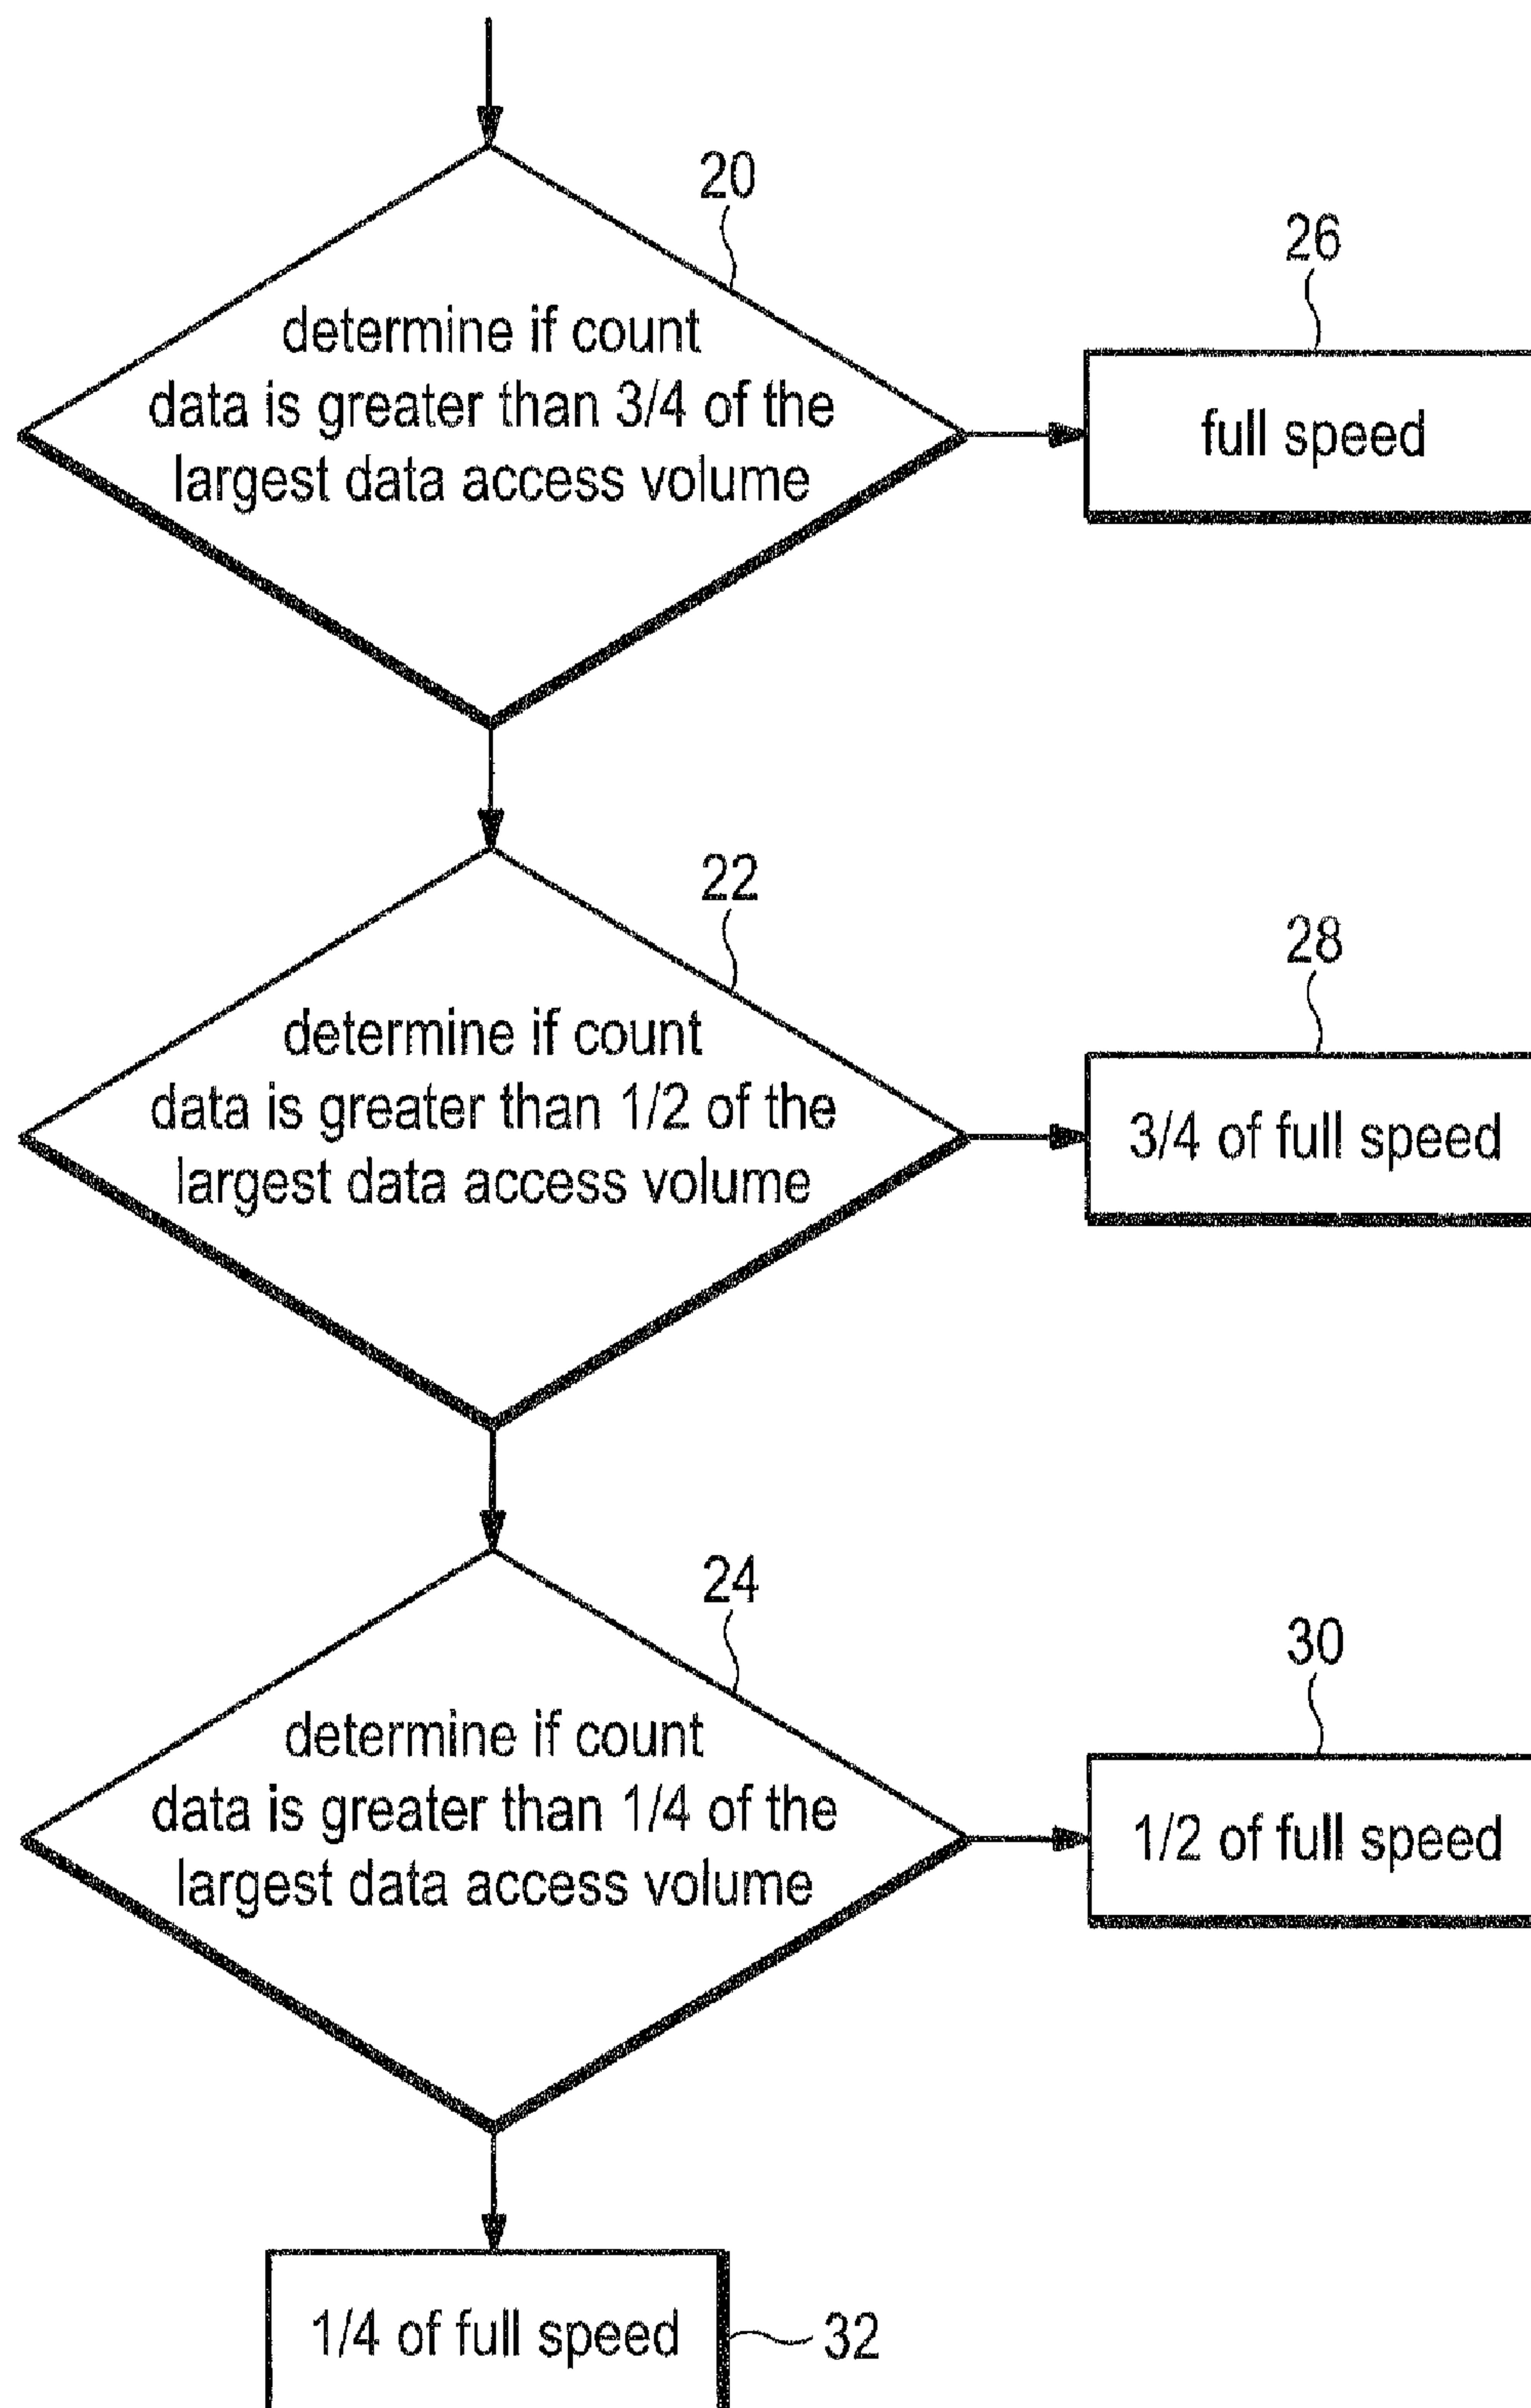 20
determine if count
data is greater than 3/4 of the
largest data access volume
26
full speed
22
determine if count
data is greater than 1/2 of the
largest data access volume
28
3/4 of full speed
24
determine if count
data is greater than 1/4 of the
largest data access volume
30
1/2 of full speed
1/4 of full speed
32